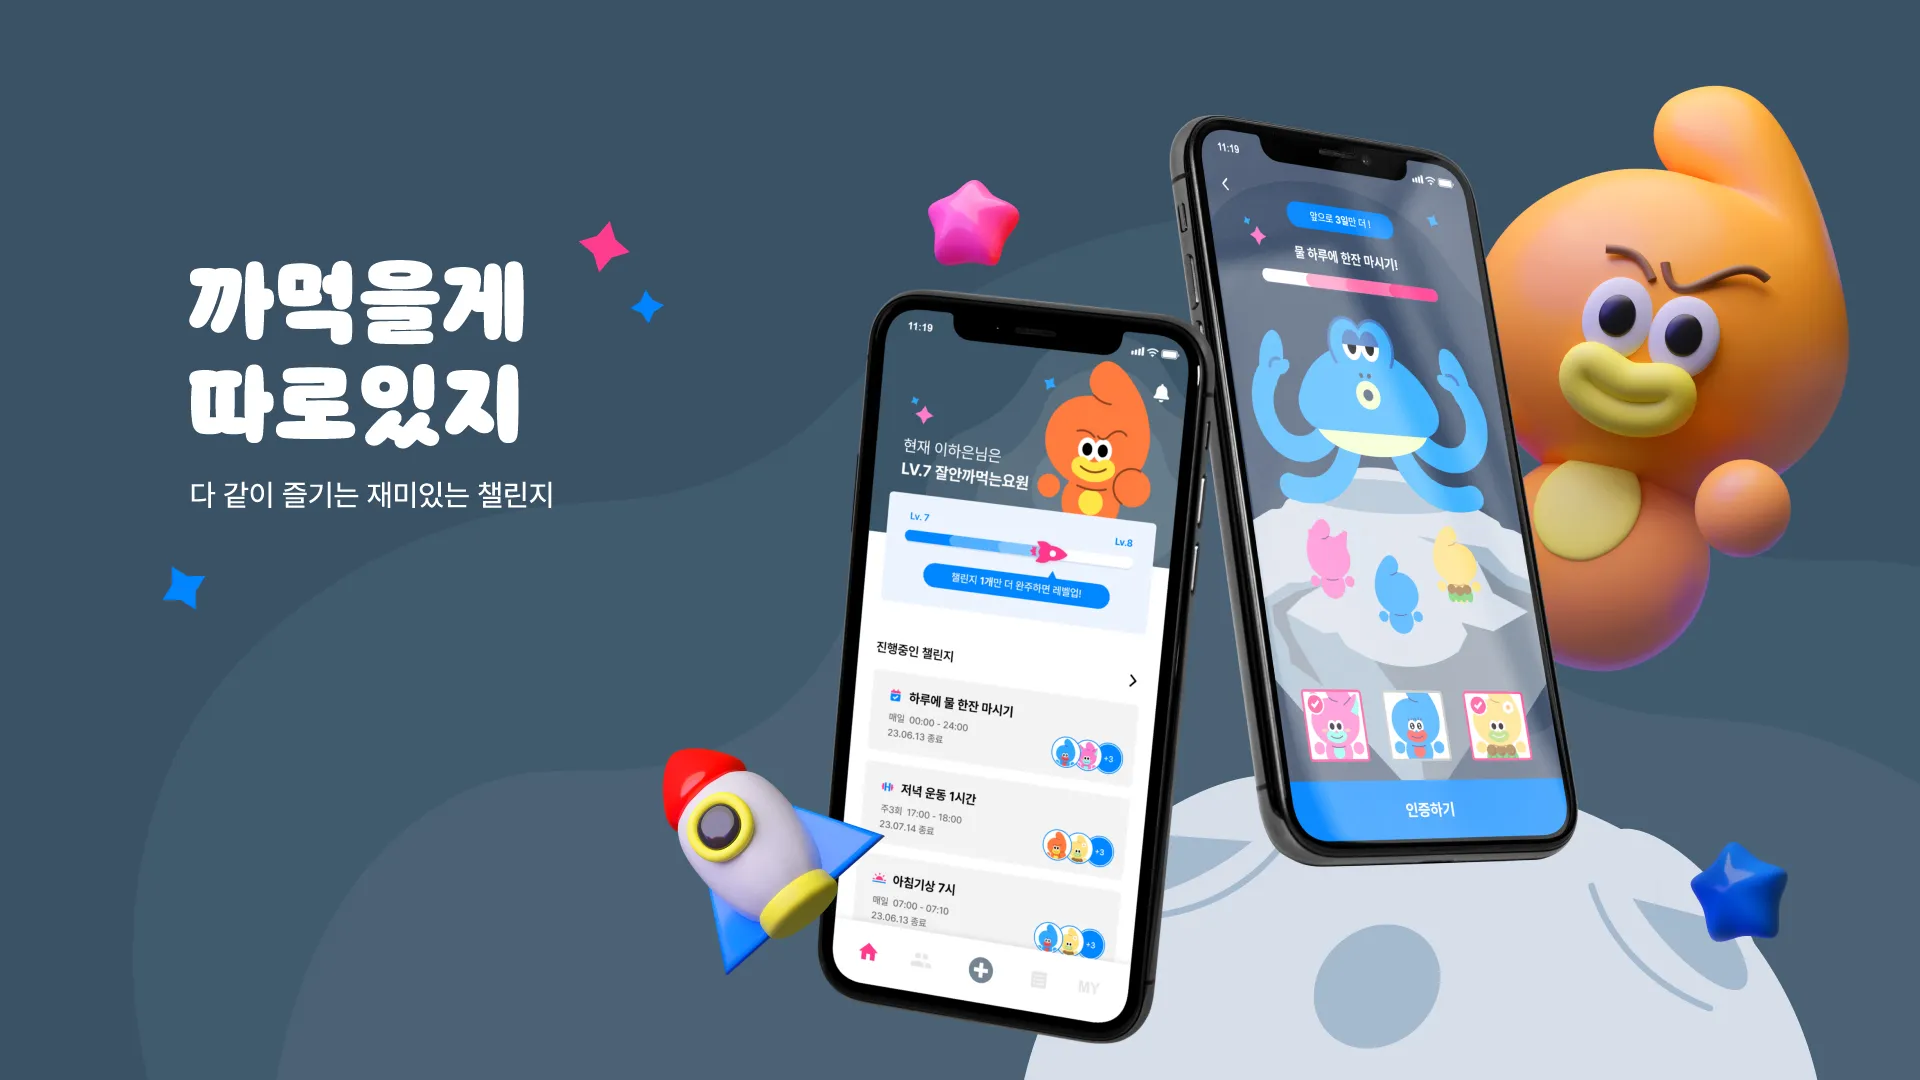 까먹을게
따로있지
다 같이 즐기는 재미있는 챌린지
11:19
현재 이하은님은
LV.7 잘안까먹는요원
Lv. 7
Lv.8
챌린지 1개만 더 완주하면 레벨업!
진행중인 챌린지
하루에 물 한잔 마시기
매일 00:00 - 24:00
23.06.13 종료
+3
저녁 운동 1시간
주3회 17:00 - 18:00
23.07.14 종료
+3
아침기상 7시
매일 07:00 - 07:10
23.06.13 종료
+3
MY
11:19
앞으로 3일만 더 !
물 하루에 한잔 마시기!
인증하기